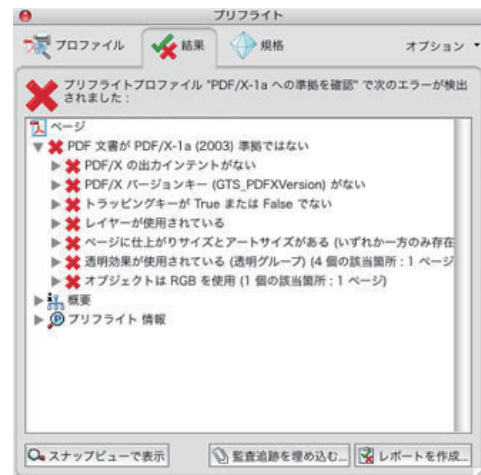 プリフライト
プロファイル 結果 規格 オプション
プリフライトプロファイル "PDF/X-1a への準拠を確認" で次のエラーが検出
されました :
ページ
PDF 文書が PDF/X-1a (2003) 準拠ではない
PDF/X の出力インテントがない
PDF/X バージョンキー (GTS_PDFXVersion) がない
トラッピングキーが True または False でない
レイヤーが使用されている
ページに仕上がりサイズとアートサイズがある (いずれか一方のみ存在
透明効果が使用されている (透明グループ) (4 個の該当箇所 : 1 ページ
オブジェクトは RGB を使用 (1 個の該当箇所 : 1 ページ)
概要
プリフライト 情報
スナップビューで表示 監査追跡を埋め込む... レポートを作成...